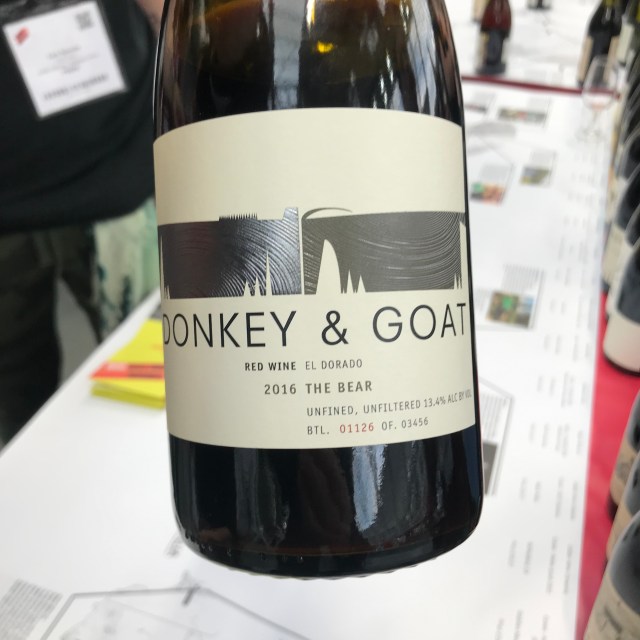 DONKEY & GOAT
RED WINE EL DORADO
2016 THE BEAR
UNFINED, UNFILTERED 13.4% ALC BY VOL
BTL. 01126 OF. 03456